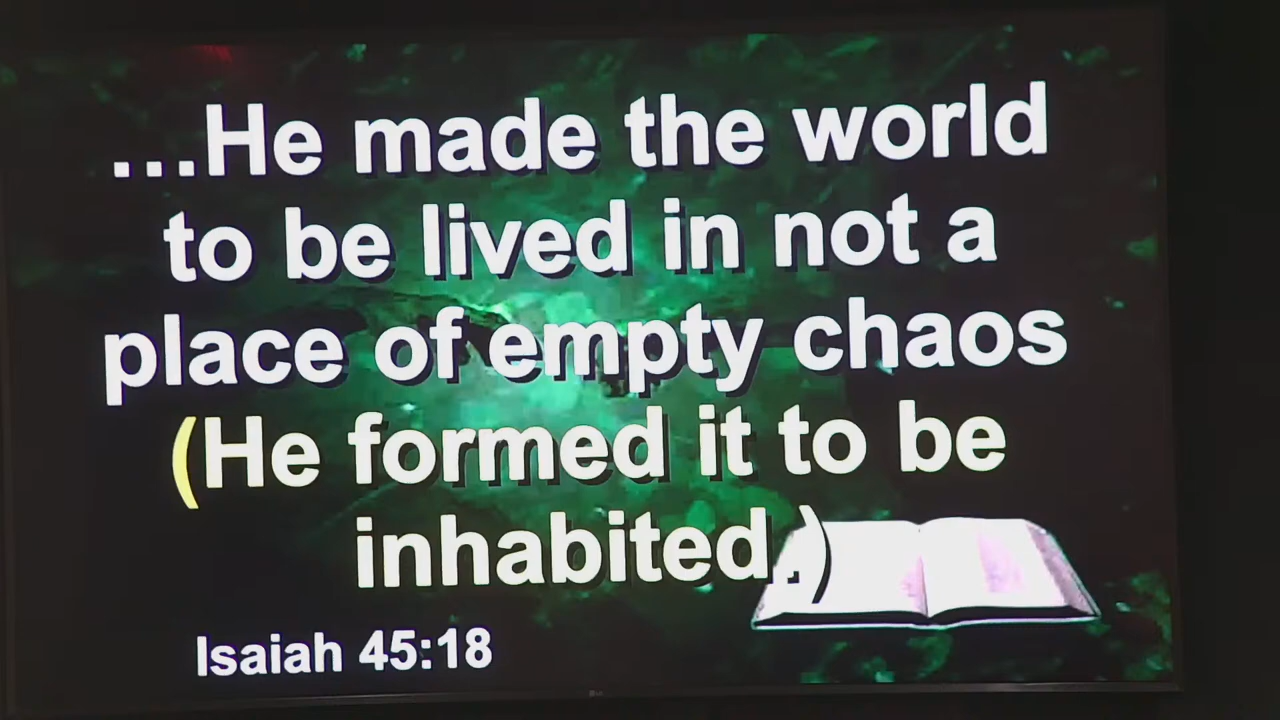 ...He made the world
to be lived in not a
place of empty chaos
(He formed it to be
inhabited.)
Isaiah 45:18
LG